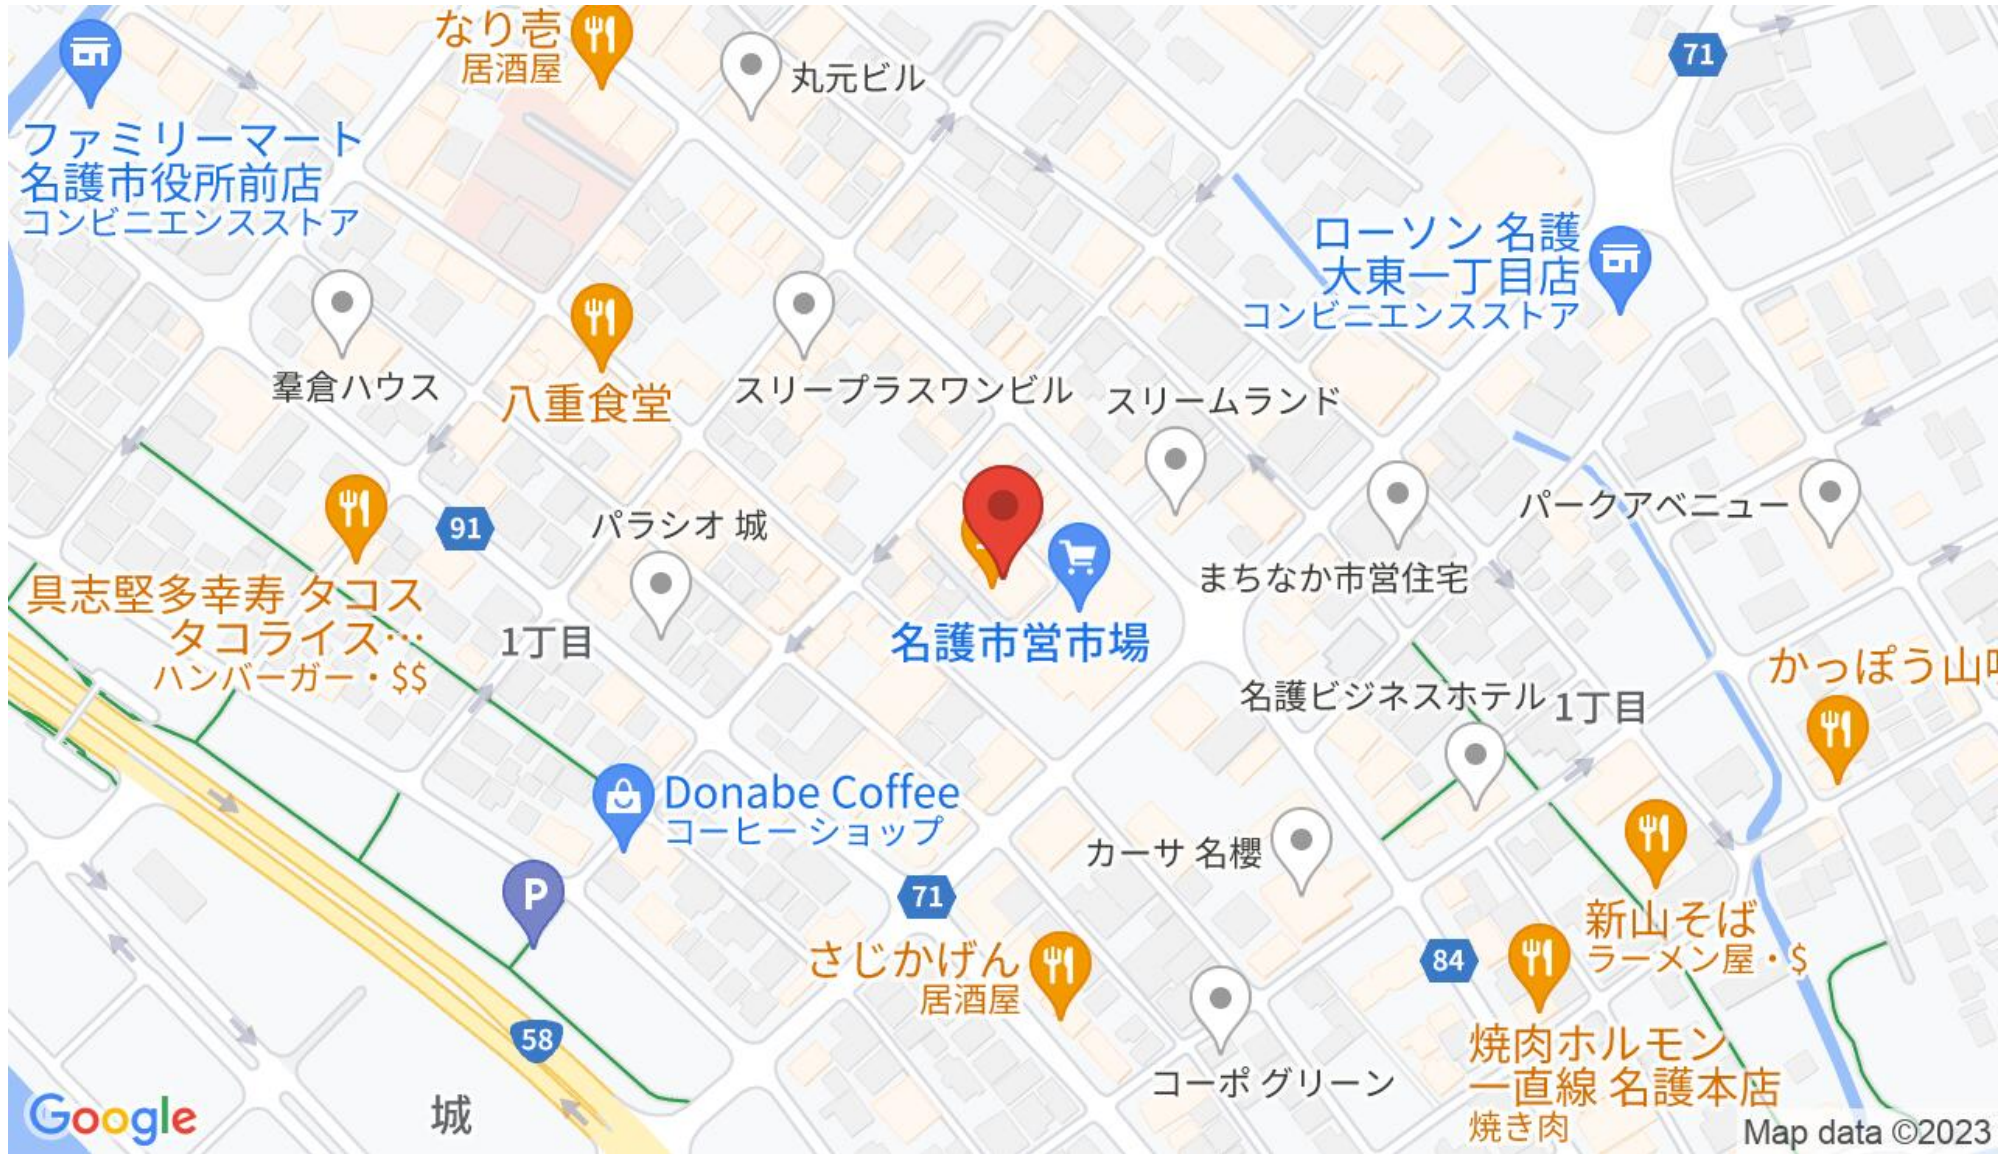 なり壱
居酒屋
丸元ビル
71
ファミリーマート
名護市役所前店
コンビニエンスストア
ローソン 名護
大東一丁目店
コンビニエンスストア
羣倉ハウス
八重食堂
スリープラスワンビル
スリームランド
91
パラシオ 城
パークアベニュー
まちなか市営住宅
具志堅多幸寿 タコス
タコライス…
ハンバーガー・$$
1丁目
名護市営市場
かっぽう山
名護ビジネスホテル
1丁目
Donabe Coffee
コーヒー ショップ
P
カーサ 名櫻
71
さじかげん
居酒屋
84
新山そば
ラーメン屋・$
58
コーポ グリーン
焼肉ホルモン
一直線 名護本店
焼き肉
城
Google
Map data ©2023